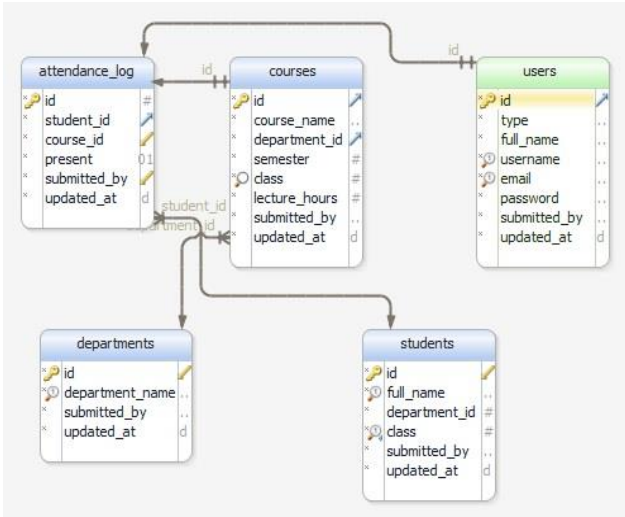 id
attendance_log
id
courses
users
id #
id
id
student_id
course_name ..
type ..
course_id
department_id
full_name ..
present 01
semester #
username ..
submitted_by
class #
email ..
updated_at d
lecture_hours #
password ..
student_id
submitted_by ..
submitted_by ..
updated_at d
updated_at d
departments
students
id
id
department_name ..
full_name ..
submitted_by ..
department_id #
updated_at d
class #
submitted_by ..
updated_at d